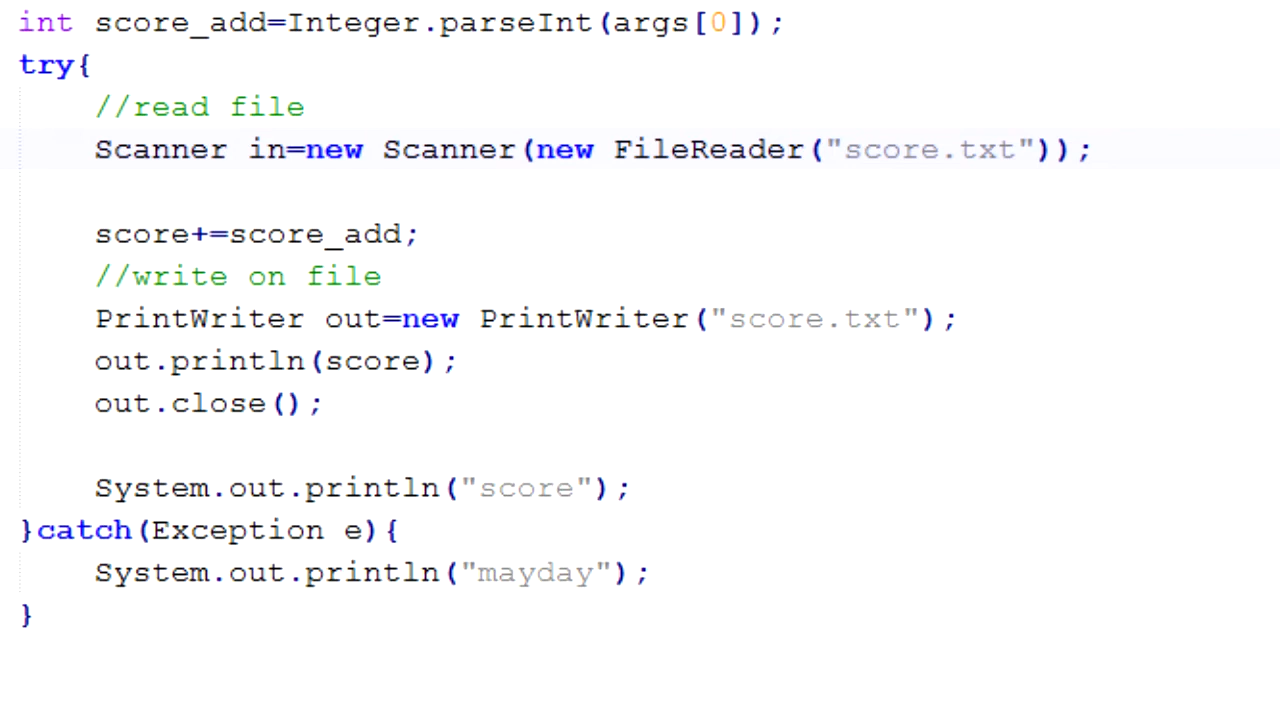 int score_add=Integer.parseInt(args[0]);
try{
//read file
Scanner in=new Scanner(new FileReader("score.txt"));
score+=score_add;
//write on file
PrintWriter out=new PrintWriter("score.txt");
out.println(score);
out.close();
System.out.println("score");
}catch(Exception e){
System.out.println("mayday");
}